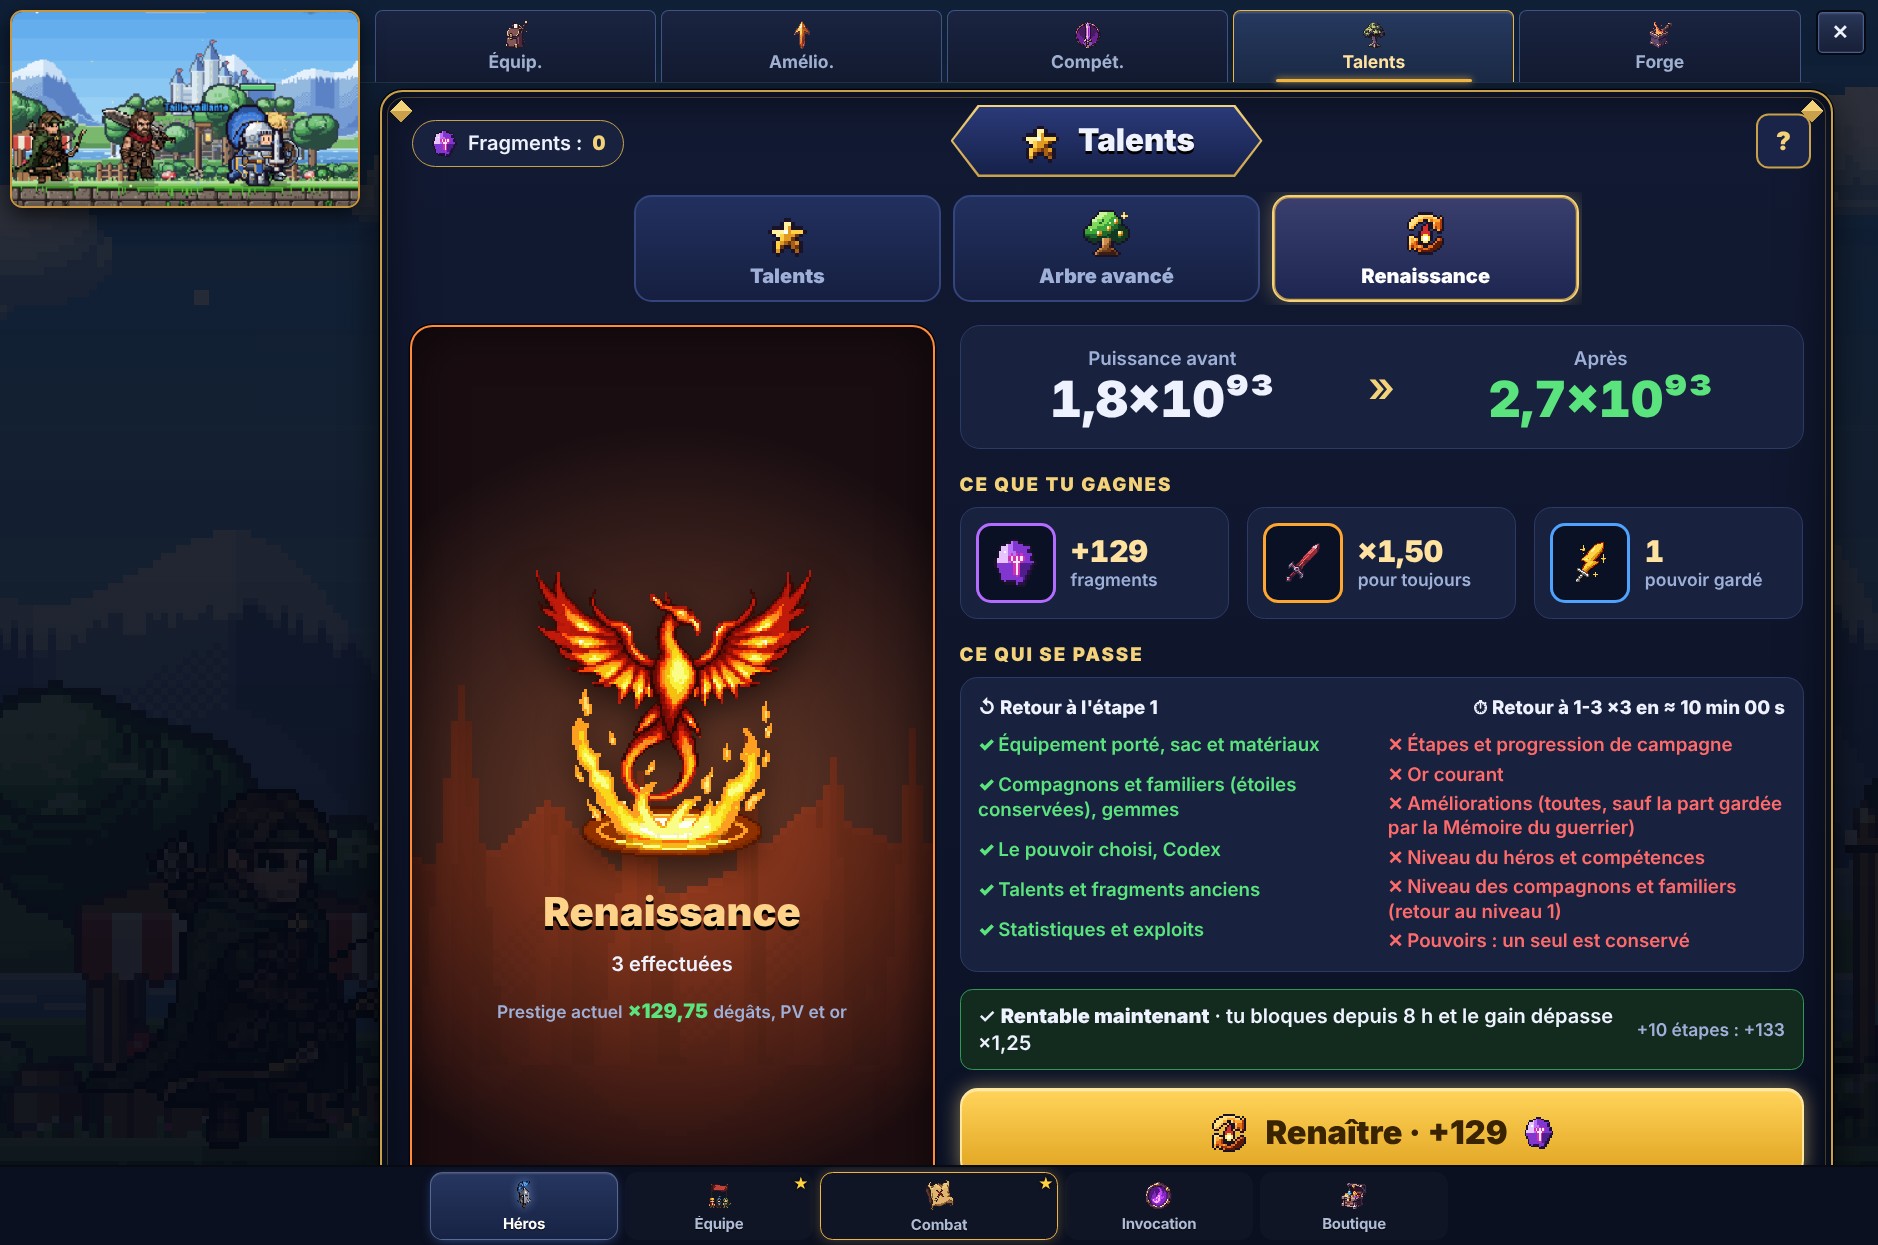 Équip.
Amélio.
Compét.
Talents
Forge
✕
Taille vaillante
Fragments : 0
Talents
?
Talents
Arbre avancé
Renaissance
Puissance avant
1,8×10⁹³
»
Après
2,7×10⁹³
CE QUE TU GAGNES
+129
fragments
×1,50
pour toujours
1
pouvoir gardé
CE QUI SE PASSE
Retour à l'étape 1
✓ Équipement porté, sac et matériaux
✓ Compagnons et familiers (étoiles
conservées), gemmes
✓ Le pouvoir choisi, Codex
✓ Talents et fragments anciens
✓ Statistiques et exploits
Retour à 1-3 ×3 en ≈ 10 min 00 s
✕ Étapes et progression de campagne
✕ Or courant
✕ Améliorations (toutes, sauf la part gardée
par la Mémoire du guerrier)
✕ Niveau du héros et compétences
✕ Niveau des compagnons et familiers
(retour au niveau 1)
✕ Pouvoirs : un seul est conservé
Renaissance
3 effectuées
Prestige actuel ×129,75 dégâts, PV et or
✓ Rentable maintenant · tu bloques depuis 8 h et le gain dépasse
×1,25
+10 étapes : +133
Renaître · +129
Héros
Équipe
Combat
Invocation
Boutique